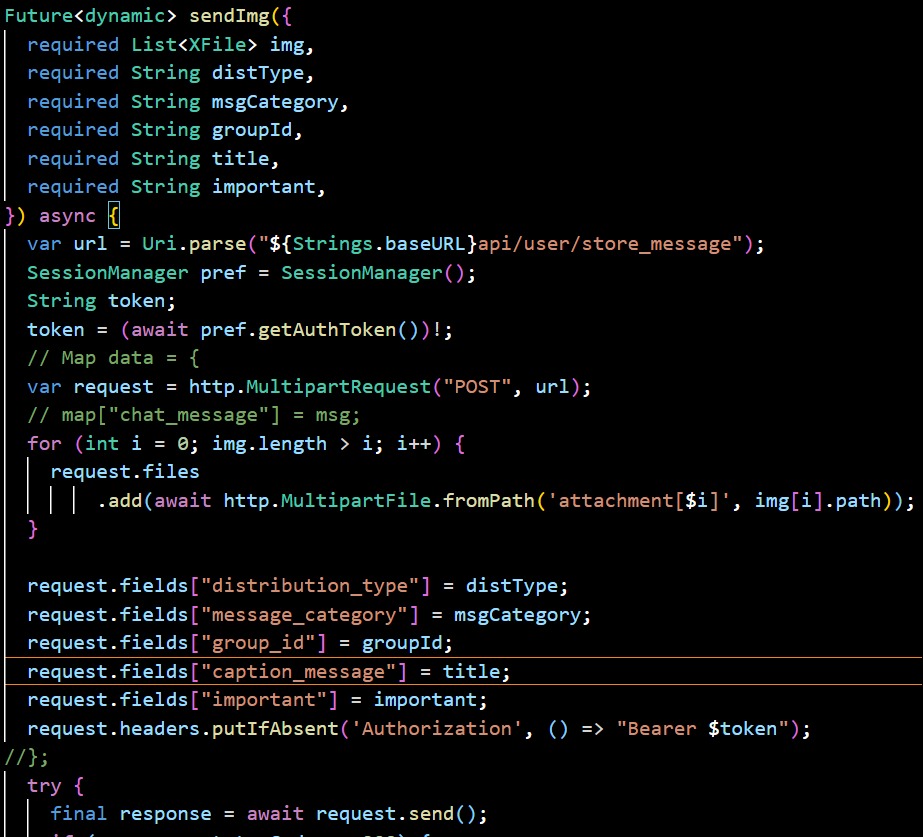 Future<dynamic> sendImg({
  required List<XFile> img,
  required String distType,
  required String msgCategory,
  required String groupId,
  required String title,
  required String important,
}) async {
  var url = Uri.parse("${Strings.baseURL}api/user/store_message");
  SessionManager pref = SessionManager();
  String token;
  token = (await pref.getAuthToken())!;
  // Map data = {
  var request = http.MultipartRequest("POST", url);
  // map["chat_message"] = msg;
  for (int i = 0; img.length > i; i++) {
    request.files
        .add(await http.MultipartFile.fromPath('attachment[$i]', img[i].path));
  }
  request.fields["distribution_type"] = distType;
  request.fields["message_category"] = msgCategory;
  request.fields["group_id"] = groupId;
  request.fields["caption_message"] = title;
  request.fields["important"] = important;
  request.headers.putIfAbsent('Authorization', () => "Bearer $token");
//};
  try {
    final response = await request.send();